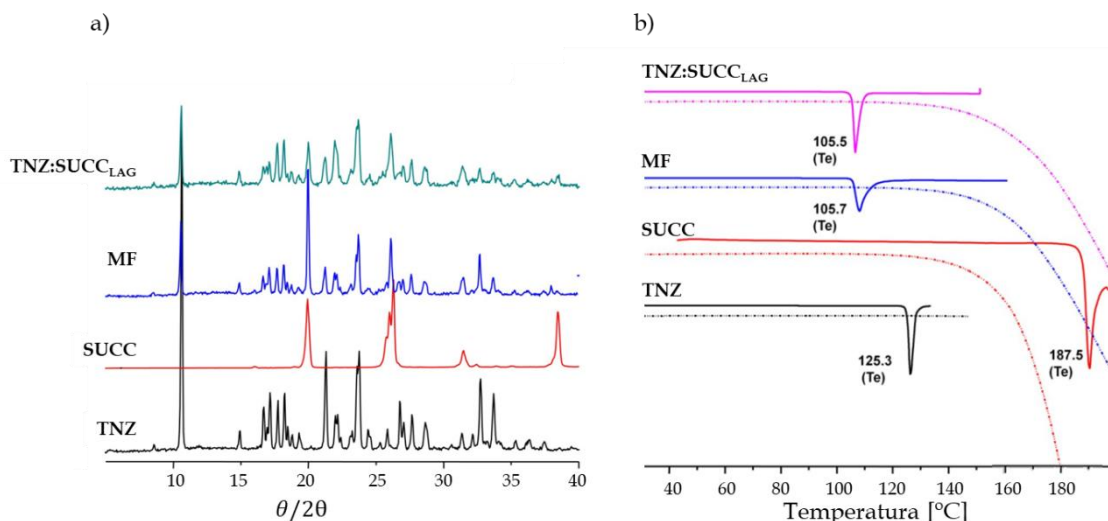 a)
TNZ:SUCC_LAG
MF
SUCC
TNZ
10 15 20 25 30 35 40
θ/2θ
b)
TNZ:SUCC_LAG
105.5
(Te)
MF
105.7
(Te)
SUCC
TNZ
125.3
(Te)
187.5
(Te)
40 60 80 100 120 140 160 180
Temperatura [ºC]